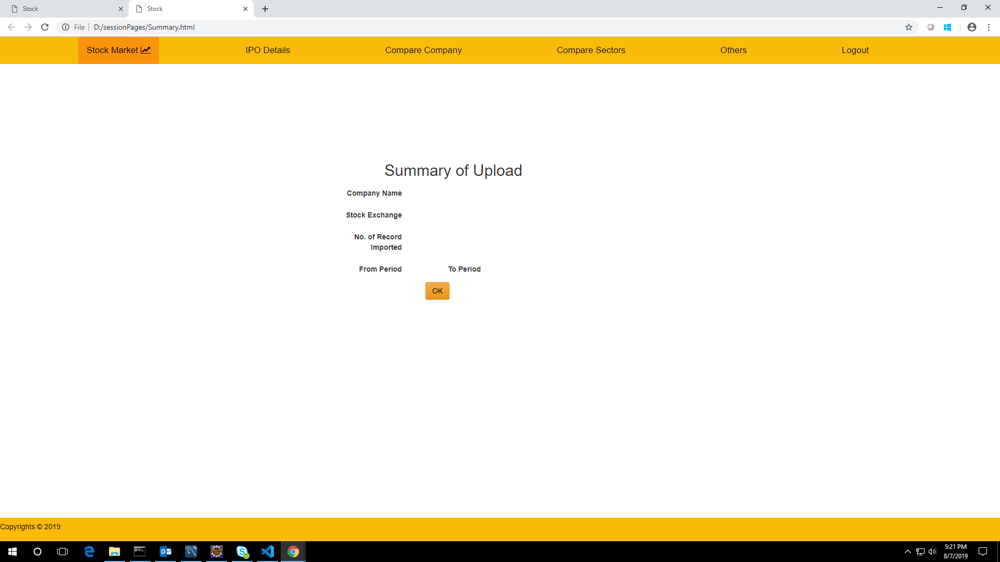 Stock
Stock
File
D:/sessionPages/Summary.html
Stock Market
IPO Details
Compare Company
Compare Sectors
Others
Logout
Summary of Upload
Company Name
Stock Exchange
No. of Record
Imported
From Period
To Period
OK
Copyrights © 2019
5:21 PM
8/7/2019